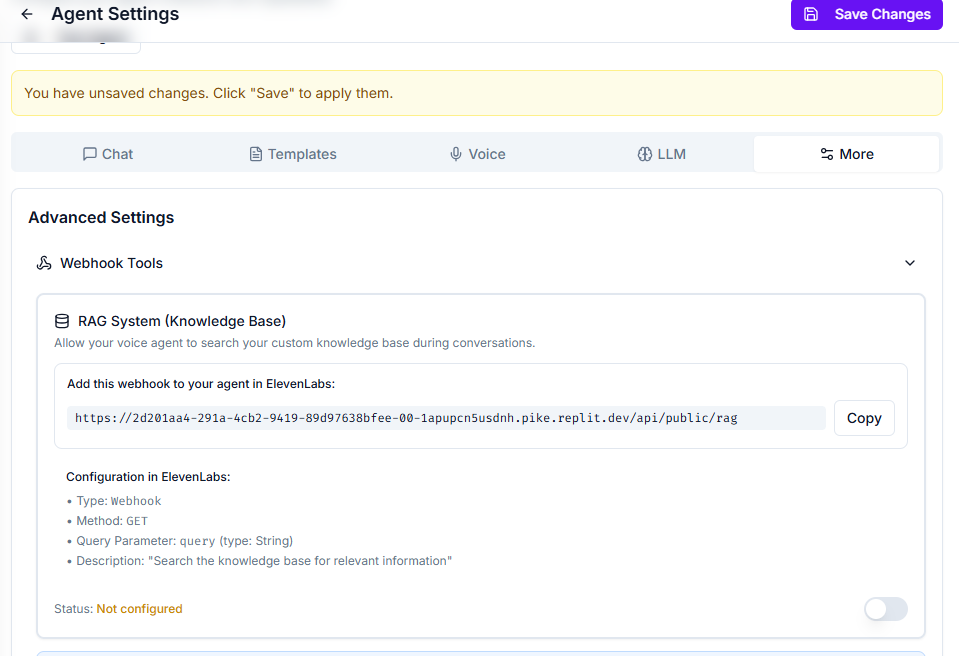 Agent Settings
Save Changes
You have unsaved changes. Click "Save" to apply them.
Chat
Templates
Voice
LLM
More
Advanced Settings
Webhook Tools
RAG System (Knowledge Base)
Allow your voice agent to search your custom knowledge base during conversations.
Add this webhook to your agent in ElevenLabs:
https://2d201aa4-291a-4cb2-9419-89d97638bfee-00-1apupcn5usdnh.pike.replit.dev/api/public/rag
Copy
Configuration in ElevenLabs:
• Type: Webhook
• Method: GET
• Query Parameter: query (type: String)
• Description: "Search the knowledge base for relevant information"
Status: Not configured